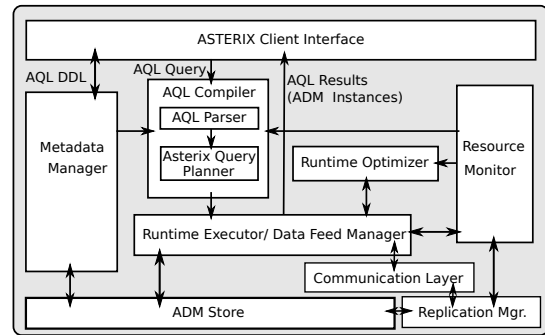 ASTERIX Client Interface
AQL DDL
AQL Query
AQL Results
(ADM Instances)
AQL Compiler
AQL Parser
Asterix Query
Planner
Metadata
Manager
Runtime Optimizer
Resource
Monitor
Runtime Executor/ Data Feed Manager
Communication Layer
ADM Store
Replication Mgr.